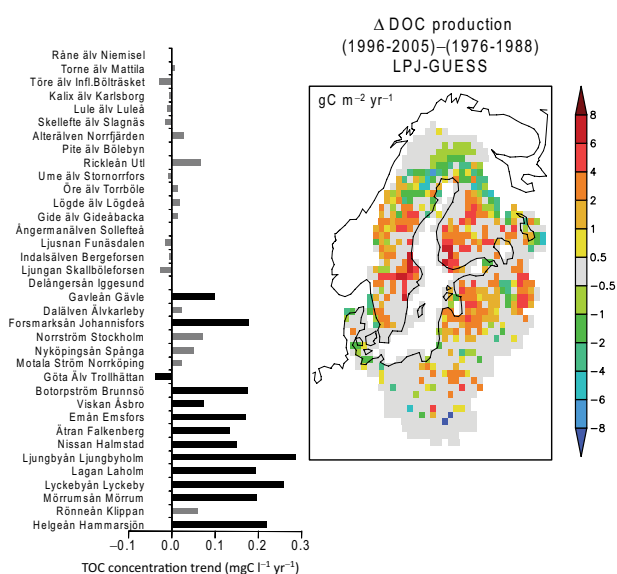 Δ DOC production
(1996-2005)–(1976-1988)
LPJ-GUESS
Råne älv Niemisel
Torne älv Mattila
Töre älv Infl.Bölträsket
Kalix älv Karlsborg
Lule älv Luleå
Skellefte älv Slagnäs
Alterälven Norrfjärden
Pite älv Bölebyn
Rickleån Utl
Ume älv Stornorrfors
Öre älv Torrböle
Lögde älv Lögdeå
Gide älv Gideåbacka
Ångermanälven Sollefteå
Ljusnan Funäsdalen
Indalsälven Bergeforsen
Ljungan Skallböleforsen
Delångersån Iggesund
Gavleån Gävle
Dalälven Älvkarleby
Forsmarksån Johannisfors
Norrström Stockholm
Nyköpingsån Spånga
Motala Ström Norrköping
Göta Älv Trollhättan
Botorpström Brunnsö
Viskan Åsbro
Emån Emsfors
Ätran Falkenberg
Nissan Halmstad
Ljungbyån Ljungbyholm
Lagan Laholm
Lyckebyån Lyckeby
Mörrumsån Mörrum
Rönneån Klippan
Helgeån Hammarsjön
–0.1 0.0 0.1 0.2 0.3
TOC concentration trend (mgC l⁻¹ yr⁻¹)
gC m⁻² yr⁻¹
8
6
4
2
1
0.5
–0.5
–1
–2
–4
–6
–8